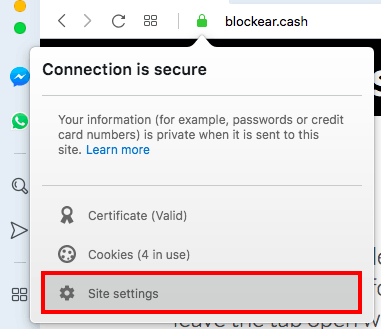 blockear.cash
Connection is secure
Your information (for example, passwords or credit
card numbers) is private when it is sent to this
site. Learn more
Certificate (Valid)
Cookies (4 in use)
Site settings
leave the tab open w